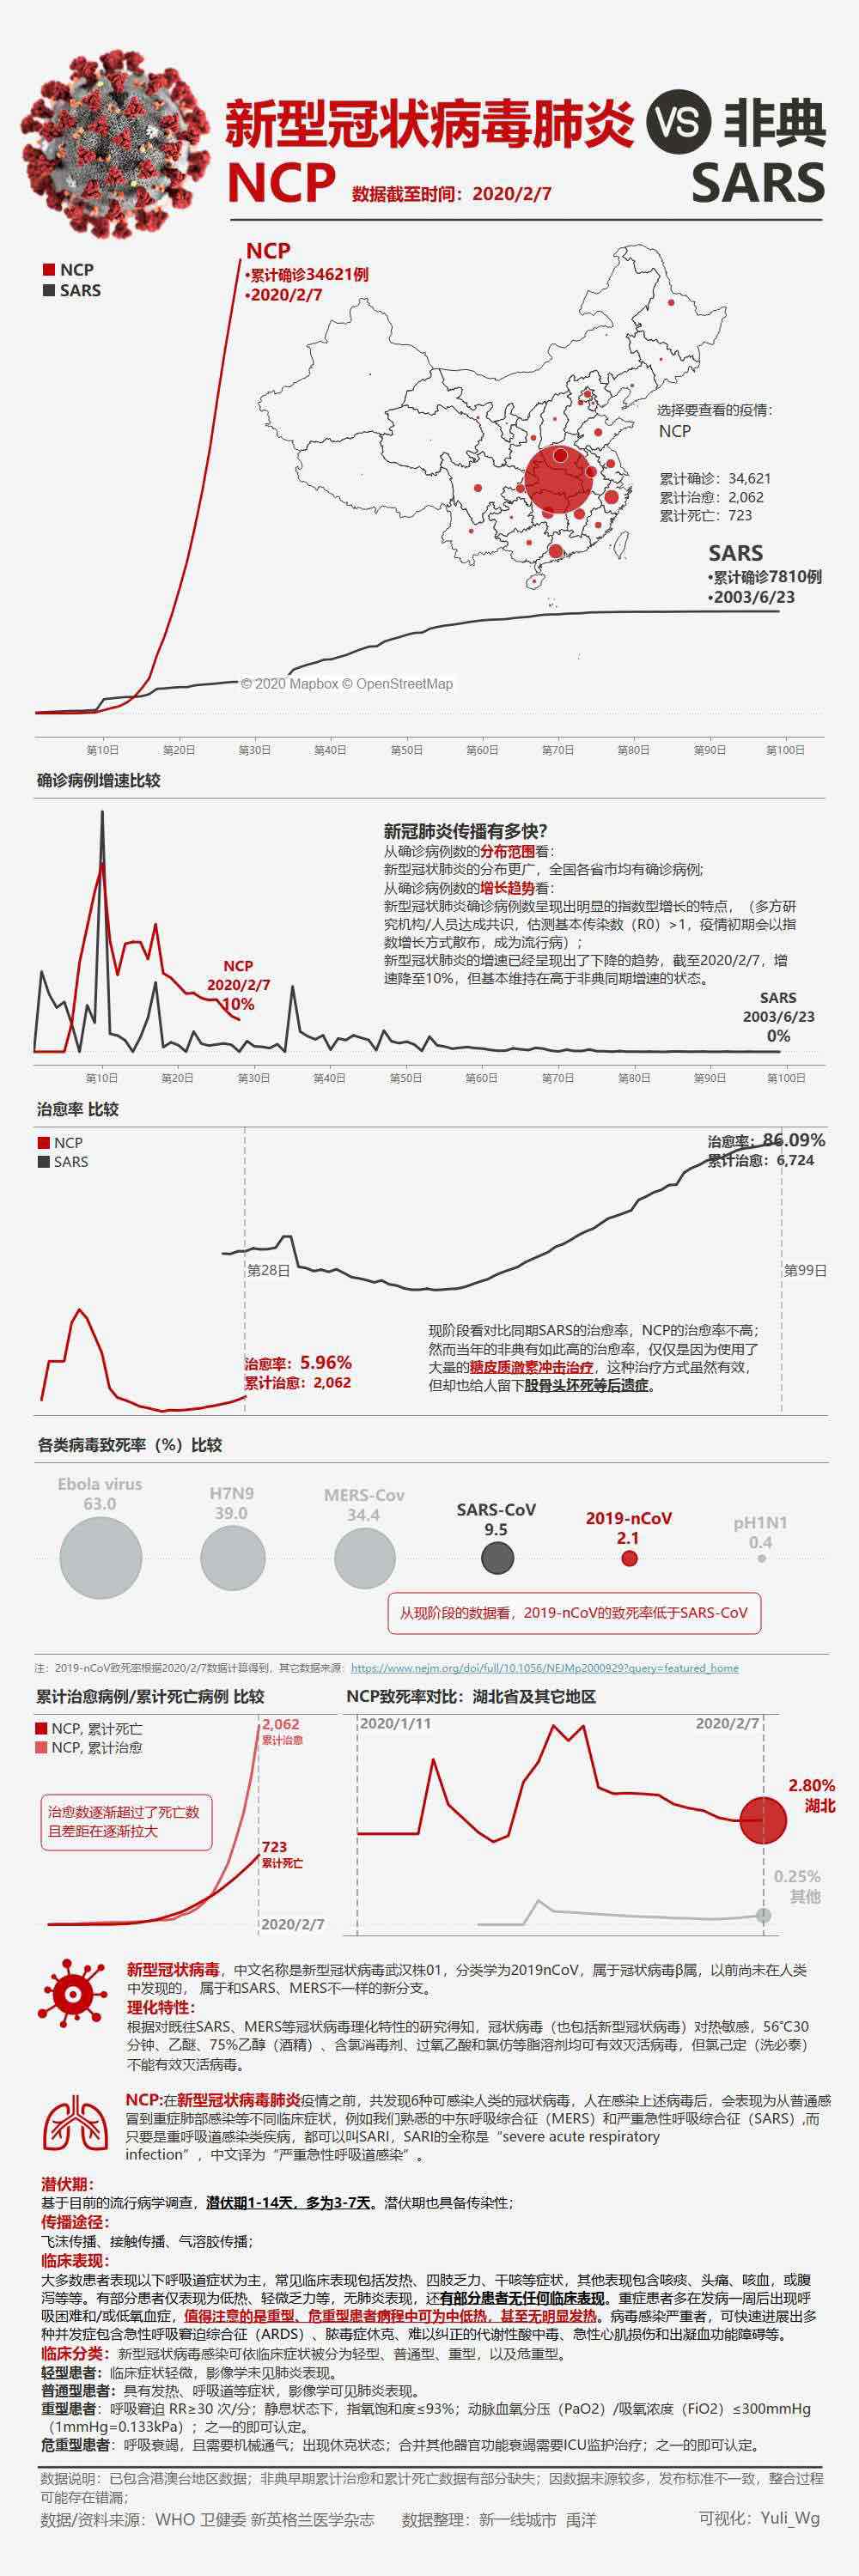 新型冠状病毒肺炎 VS 非典
NCP 数据截至时间：2020/2/7 SARS
NCP
SARS
NCP
•累计确诊34621例
•2020/2/7
选择要查看的疫情：
NCP
累计确诊：34,621
累计治愈：2,062
累计死亡：723
SARS
•累计确诊7810例
•2003/6/23
© 2020 Mapbox © OpenStreetMap
第10日 第20日 第30日 第40日 第50日 第60日 第70日 第80日 第90日 第100日
确诊病例增速比较
新冠肺炎传播有多快？
从确诊病例数的分布范围看：
新型冠状肺炎的分布更广，全国各省市均有确诊病例;
从确诊病例数的增长趋势看：
新型冠状肺炎确诊病例数呈现出明显的指数型增长的特点，（多方研
究机构/人员达成共识，估测基本传染数（R0）>1，疫情初期会以指
数增长方式散布，成为流行病）；
新型冠状肺炎的增速已经呈现出了下降的趋势，截至2020/2/7，增
速降至10%，但基本维持在高于非典同期增速的状态。
NCP
2020/2/7
10%
SARS
2003/6/23
0%
第10日 第20日 第30日 第40日 第50日 第60日 第70日 第80日 第90日 第100日
治愈率 比较
NCP
SARS
治愈率：86.09%
累计治愈：6,724
第28日
第99日
治愈率：5.96%
累计治愈：2,062
现阶段看对比同期SARS的治愈率，NCP的治愈率不高；
然而当年的非典有如此高的治愈率，仅仅是因为使用了
大量的糖皮质激素冲击治疗，这种治疗方式虽然有效，
但却也给人留下股骨头坏死等后遗症。
各类病毒致死率（%）比较
Ebola virus
63.0
H7N9
39.0
MERS-Cov
34.4
SARS-CoV
9.5
2019-nCoV
2.1
pH1N1
0.4
从现阶段的数据看，2019-nCoV的致死率低于SARS-CoV
注：2019-nCoV致死率根据2020/2/7数据计算得到，其它数据来源：https://www.nejm.org/doi/full/10.1056/NEJMp2000929?query=featured_home
累计治愈病例/累计死亡病例 比较
NCP, 累计死亡
NCP, 累计治愈
2,062
累计治愈
治愈数逐渐超过了死亡数
且差距在逐渐拉大
723
累计死亡
2020/2/7
NCP致死率对比：湖北省及其它地区
2020/1/11
2020/2/7
2.80%
湖北
0.25%
其他
新型冠状病毒，中文名称是新型冠状病毒武汉株01，分类学为2019nCoV，属于冠状病毒β属，以前尚未在人类
中发现的， 属于和SARS、MERS不一样的新分支。
理化特性：
根据对既往SARS、MERS等冠状病毒理化特性的研究得知，冠状病毒（也包括新型冠状病毒）对热敏感，56℃30
分钟、乙醚、75%乙醇（酒精）、含氯消毒剂、过氧乙酸和氯仿等脂溶剂均可有效灭活病毒，但氯己定（洗必泰）
不能有效灭活病毒。
NCP:在新型冠状病毒肺炎疫情之前，共发现6种可感染人类的冠状病毒，人在感染上述病毒后，会表现为从普通感
冒到重症肺部感染等不同临床症状，例如我们熟悉的中东呼吸综合征（MERS）和严重急性呼吸综合征（SARS）,而
只要是重呼吸道感染类疾病，都可以叫SARI，SARI的全称是“severe acute respiratory
infection”，中文译为“严重急性呼吸道感染”。
潜伏期：
基于目前的流行病学调查，潜伏期1-14天，多为3-7天。潜伏期也具备传染性；
传播途径：
飞沫传播、接触传播、气溶胶传播；
临床表现：
大多数患者表现以下呼吸道症状为主，常见临床表现包括发热、四肢乏力、干咳等症状，其他表现包含咳痰、头痛、咳血，或腹
泻等等。有部分患者仅表现为低热、轻微乏力等，无肺炎表现，还有部分患者无任何临床表现。重症患者多在发病一周后出现呼
吸困难和/或低氧血症，值得注意的是重型、危重型患者病程中可为中低热，甚至无明显发热。病毒感染严重者，可快速进展出多
种并发症包含急性呼吸窘迫综合征（ARDS）、脓毒症休克、难以纠正的代谢性酸中毒、急性心肌损伤和出凝血功能障碍等。
临床分类：新型冠状病毒感染可依临床症状被分为轻型、普通型、重型，以及危重型。
轻型患者：临床症状轻微，影像学未见肺炎表现。
普通型患者：具有发热、呼吸道等症状，影像学可见肺炎表现。
重型患者：呼吸窘迫 RR≥30 次/分；静息状态下，指氧饱和度≤93%；动脉血氧分压（PaO2）/吸氧浓度（FiO2）≤300mmHg
（1mmHg=0.133kPa）；之一的即可认定。
危重型患者：呼吸衰竭，且需要机械通气；出现休克状态；合并其他器官功能衰竭需要ICU监护治疗；之一的即可认定。
数据说明：已包含港澳台地区数据；非典早期累计治愈和累计死亡数据有部分缺失；因数据来源较多，发布标准不一致，整合过程
可能存在错漏；
数据/资料来源：WHO 卫健委 新英格兰医学杂志 数据整理：新一线城市 禹洋 可视化：Yuli_Wg